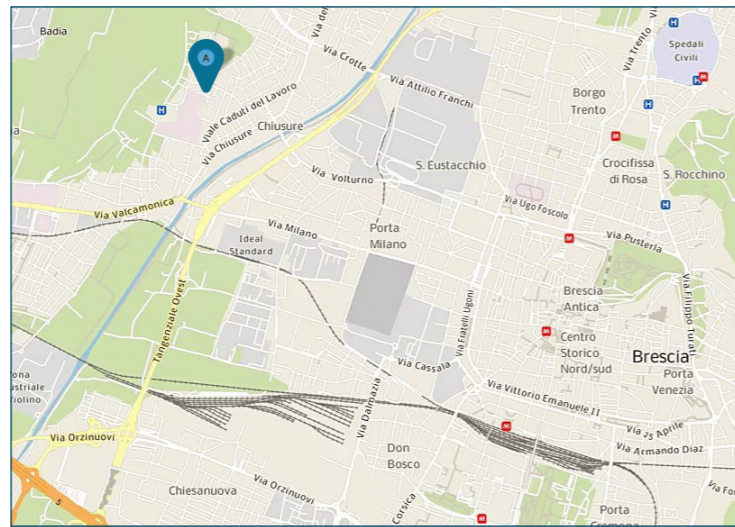 Badia
A
Viale Caduti del Lavoro
Via Chiusure
Chiusure
H
Via Crotte
Via Attilio Franchi
Via Trento
H
Spedali
Civili
H
M
Borgo
Trento
H
M
Crocifissa
di Rosa
S. Rocchino
H
S. Eustacchio
Via Volturno
Via Ugo Foscolo
Via Valcamonica
Via Milano
Porta
Milano
M
Via Pusterla
Ideal
Standard
Tangenziale Ovest
Brescia
Antica
Via Filippo Turati
Via Fratelli Ugoni
M
Centro
Storico
Nord/sud
Brescia
Porta
Venezia
Via Cassala
Via Dalmazia
Via Vittorio Emanuele II
Via 25 Aprile
M
Via Armando Diaz
Via Orzinuovi
Don
Bosco
Via Orzinuovi
Chiesanuova
5
Corsica
M
Porta